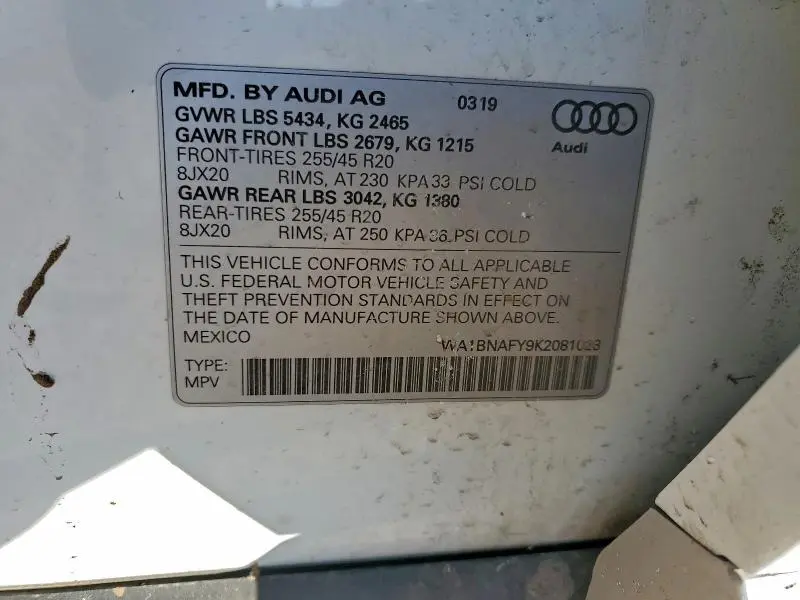 MFD. BY AUDI AG 0319
GVWR LBS 5434, KG 2465
GAWR FRONT LBS 2679, KG 1215
FRONT-TIRES 255/45 R20
8JX20 RIMS, AT 230 KPA 33 PSI COLD
GAWR REAR LBS 3042, KG 1380
REAR-TIRES 255/45 R20
8JX20 RIMS, AT 250 KPA 36 PSI COLD
Audi
THIS VEHICLE CONFORMS TO ALL APPLICABLE
U.S. FEDERAL MOTOR VEHICLE SAFETY AND
THEFT PREVENTION STANDARDS IN EFFECT ON
THE DATE OF MANUFACTURE SHOWN ABOVE.
MEXICO WA1BNAFY9K2081023
TYPE:
MPV